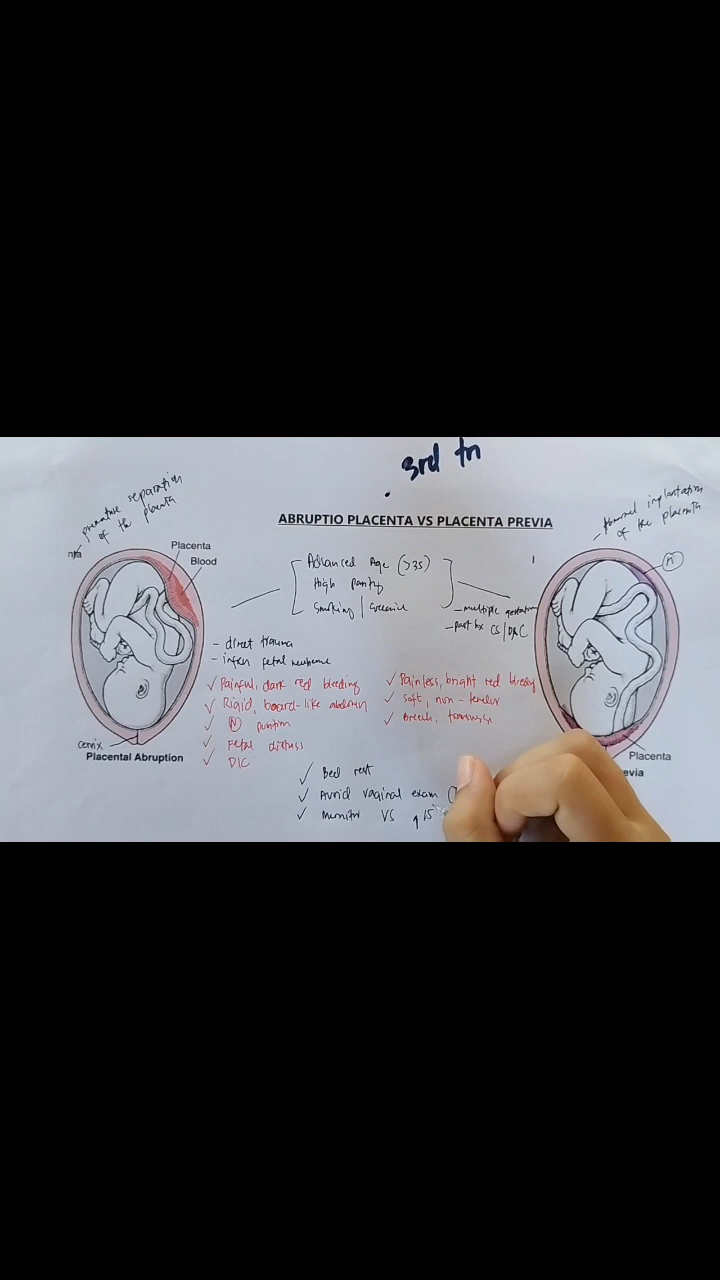 3rd tri
premature separation
of the placenta
ABRUPTIO PLACENTA VS PLACENTA PREVIA
abnormal implantation
of the placenta
Placenta
Blood
Advanced Age (>35)
High parity
Smoking / cocaine
N
- multiple gestation
- past hx CS/D&C
- direct trauma
- fetal membrane
✓ Painful, dark red bleeding
✓ Rigid, board-like abdomen
✓ N position
✓ Fetal distress
✓ DIC
✓ Painless, bright red bleeding
✓ Soft, non-tender
✓ Breech, transverse
cervix
Placental Abruption
Placenta
evia
✓ Bed rest
✓ Avoid vaginal exam (
✓ Monitor VS q 15